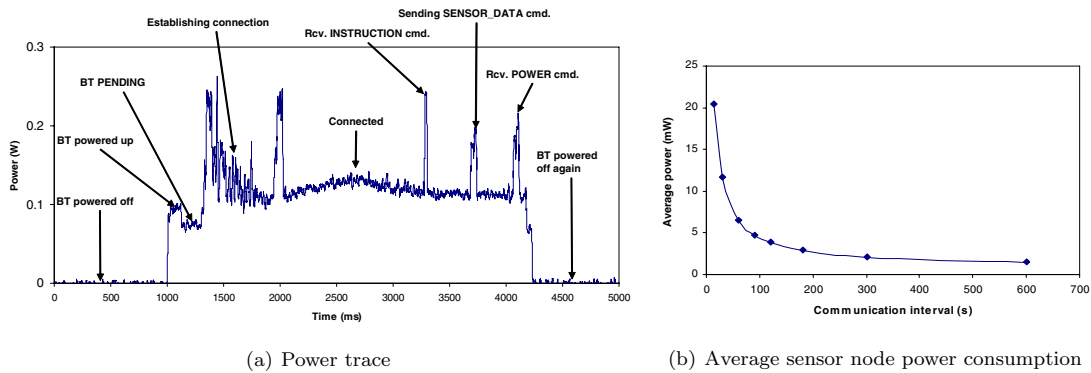 Sending SENSOR_DATA cmd.
Establishing connection
Rcv. INSTRUCTION cmd.
0.3
BT PENDING
Rcv. POWER cmd.
0.2
BT powered up
Connected
BT powered
off again
BT powered off
0.1
0
Power (W)
0 500 1000 1500 2000 2500 3000 3500 4000 4500 5000
Time (ms)
(a) Power trace
25
20
15
10
5
0
Average power (mW)
0 100 200 300 400 500 600 700
Communication interval (s)
(b) Average sensor node power consumption